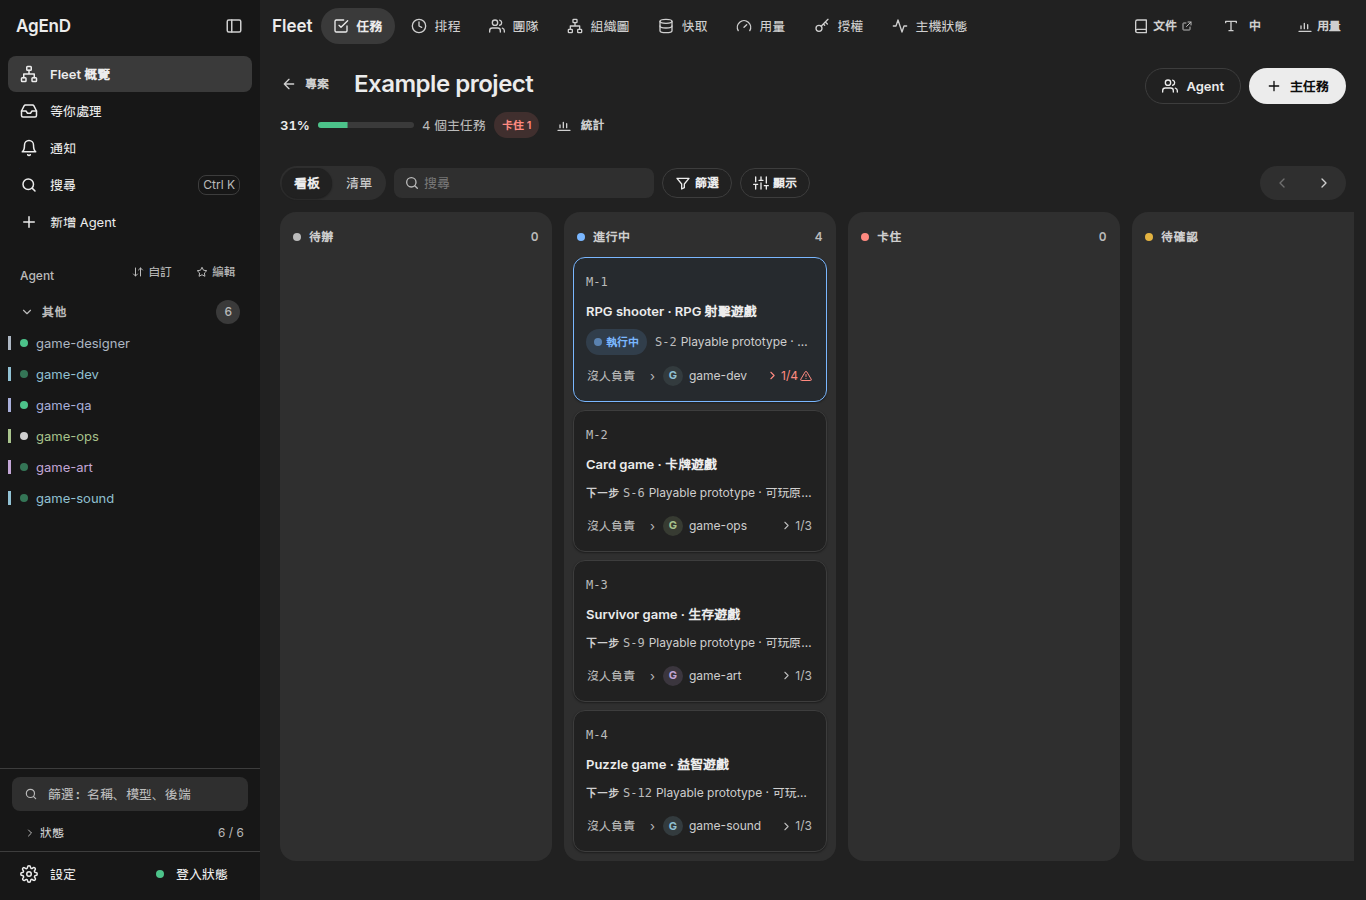 AgEnD
Fleet 概覽
等你處理
通知
搜尋 Ctrl K
新增 Agent
Agent 自訂 編輯
其他 6
game-designer
game-dev
game-qa
game-ops
game-art
game-sound
篩選：名稱、模型、後端
狀態 6 / 6
設定 登入狀態
Fleet 任務 排程 團隊 組織圖 快取 用量 授權 主機狀態 文件 中 用量
專案 Example project Agent 主任務
31% 4 個主任務 卡住 1 統計
看板 清單 搜尋 篩選 顯示
待辦 0
進行中 4
M-1
RPG shooter · RPG 射擊遊戲
執行中 S-2 Playable prototype · ...
沒人負責 › G game-dev 1/4
M-2
Card game · 卡牌遊戲
下一步 S-6 Playable prototype · 可玩原...
沒人負責 › G game-ops 1/3
M-3
Survivor game · 生存遊戲
下一步 S-9 Playable prototype · 可玩原...
沒人負責 › G game-art 1/3
M-4
Puzzle game · 益智遊戲
下一步 S-12 Playable prototype · 可玩...
沒人負責 › G game-sound 1/3
卡住 0
待確認